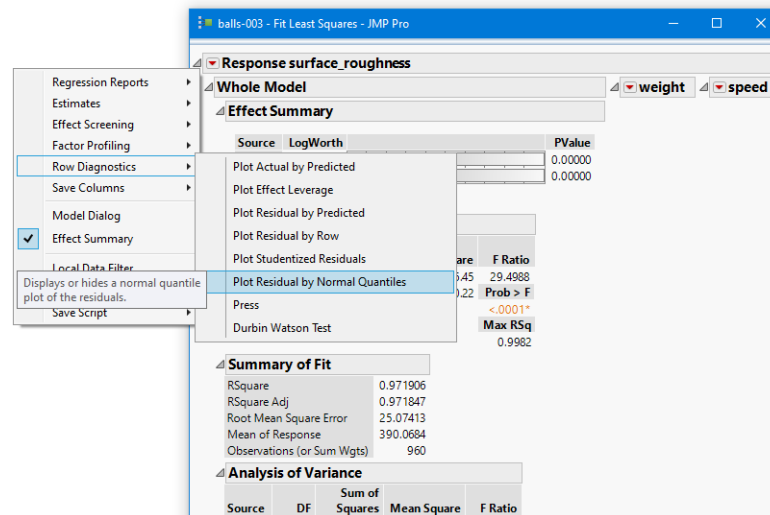 balls-003 - Fit Least Squares - JMP Pro
Response surface_roughness
Whole Model
weight
speed
Effect Summary
Source LogWorth PValue
0.00000
0.00000
Regression Reports
Estimates
Effect Screening
Factor Profiling
Row Diagnostics
Save Columns
Model Dialog
Effect Summary
Local Data Filter
Displays or hides a normal quantile
plot of the residuals.
Save Script
Plot Actual by Predicted
Plot Effect Leverage
Plot Residual by Predicted
Plot Residual by Row
Plot Studentized Residuals
Plot Residual by Normal Quantiles
Press
Durbin Watson Test
are F Ratio
5.45 29.4988
0.22 Prob > F
<.0001*
Max RSq
0.9982
Summary of Fit
RSquare 0.971906
RSquare Adj 0.971847
Root Mean Square Error 25.07413
Mean of Response 390.0684
Observations (or Sum Wgts) 960
Analysis of Variance
Sum of
Source DF Squares Mean Square F Ratio